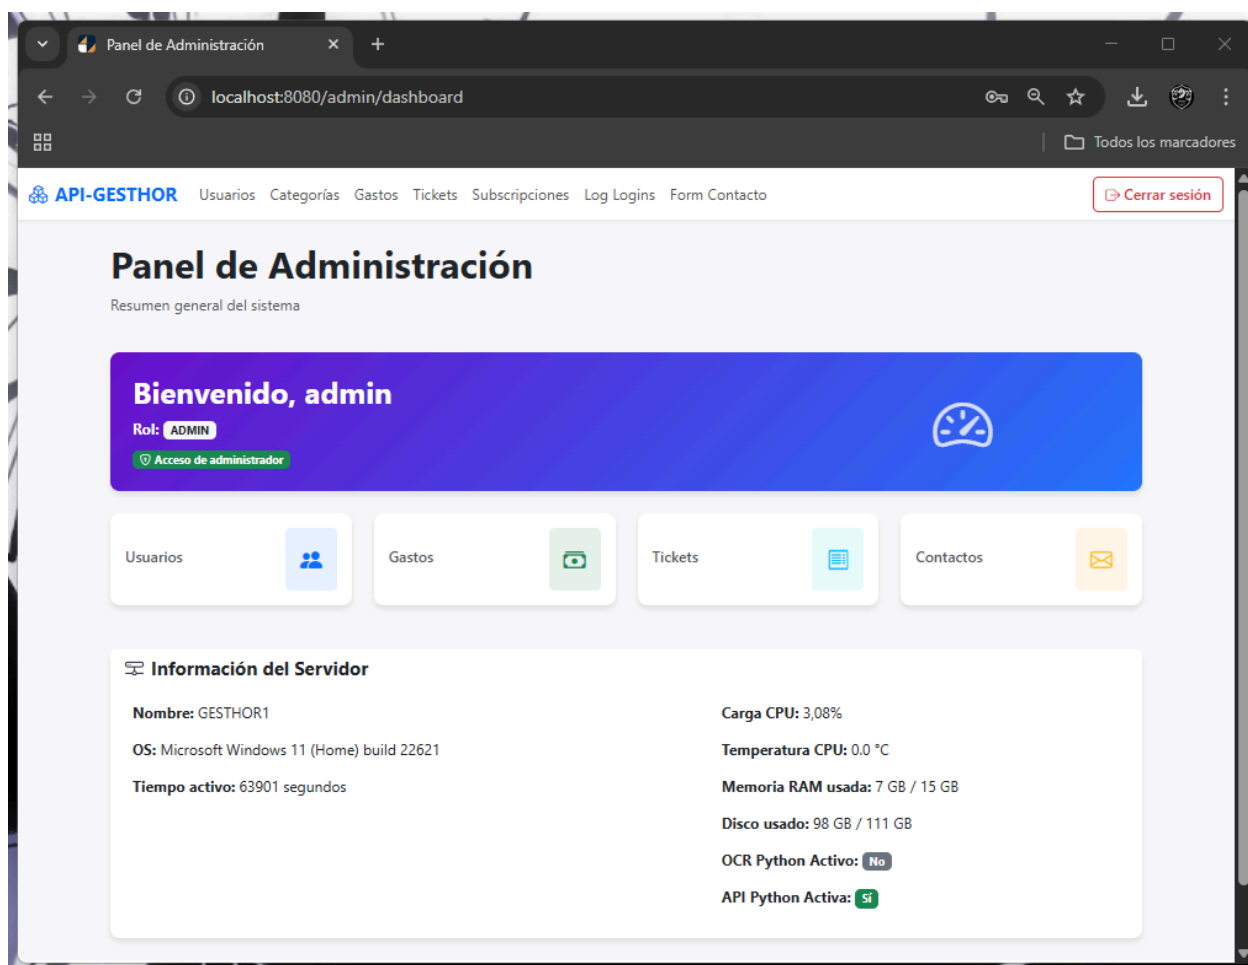 Panel de Administración
localhost:8080/admin/dashboard
Todos los marcadores
API-GESTHOR Usuarios Categorías Gastos Tickets Subscripciones Log Logins Form Contacto Cerrar sesión
Panel de Administración
Resumen general del sistema
Bienvenido, admin
Rol: ADMIN
Acceso de administrador
Usuarios Gastos Tickets Contactos
Información del Servidor
Nombre: GESTHOR1
OS: Microsoft Windows 11 (Home) build 22621
Tiempo activo: 63901 segundos
Carga CPU: 3,08%
Temperatura CPU: 0.0 °C
Memoria RAM usada: 7 GB / 15 GB
Disco usado: 98 GB / 111 GB
OCR Python Activo: No
API Python Activa: Sí